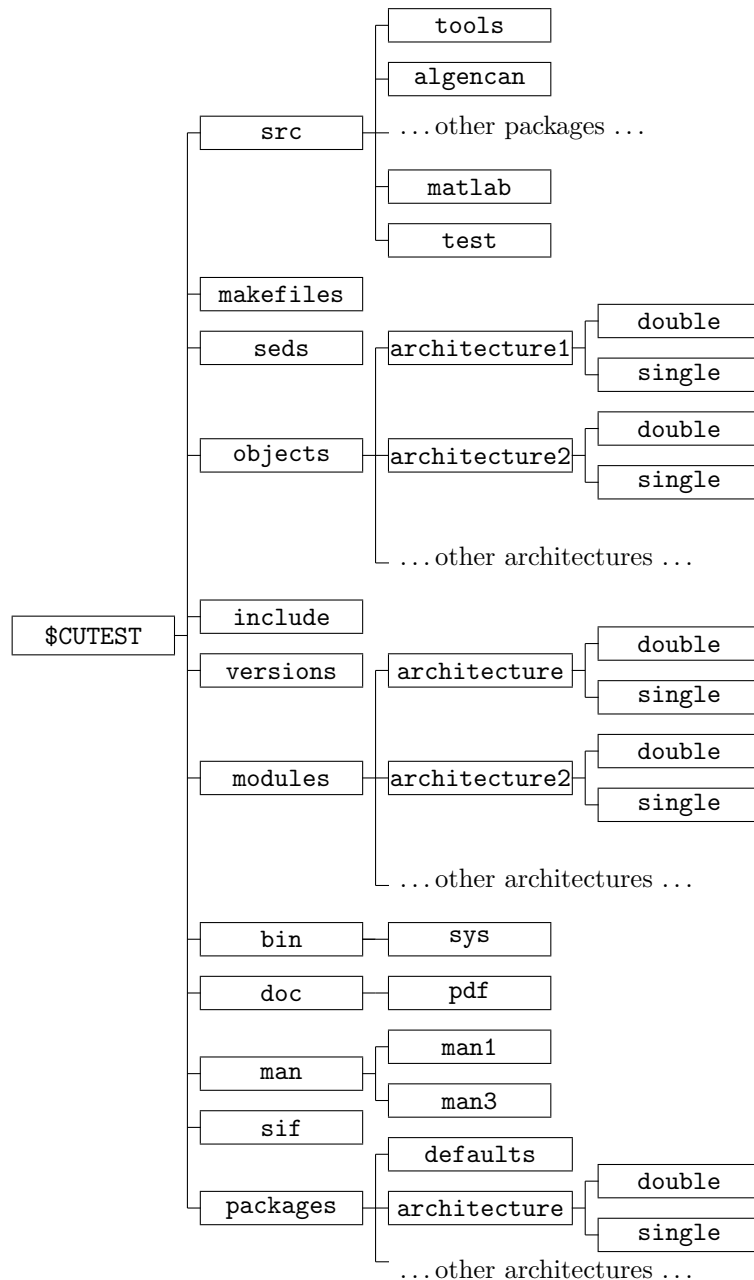 tools
algencan
src
...other packages ...
matlab
test
makefiles
double
seds
architecture1
single
double
objects
architecture2
single
...other architectures ...
include
$CUTEST
double
versions
architecture
single
double
modules
architecture2
single
...other architectures ...
bin
sys
doc
pdf
man1
man
man3
sif
defaults
double
packages
architecture
single
...other architectures ...